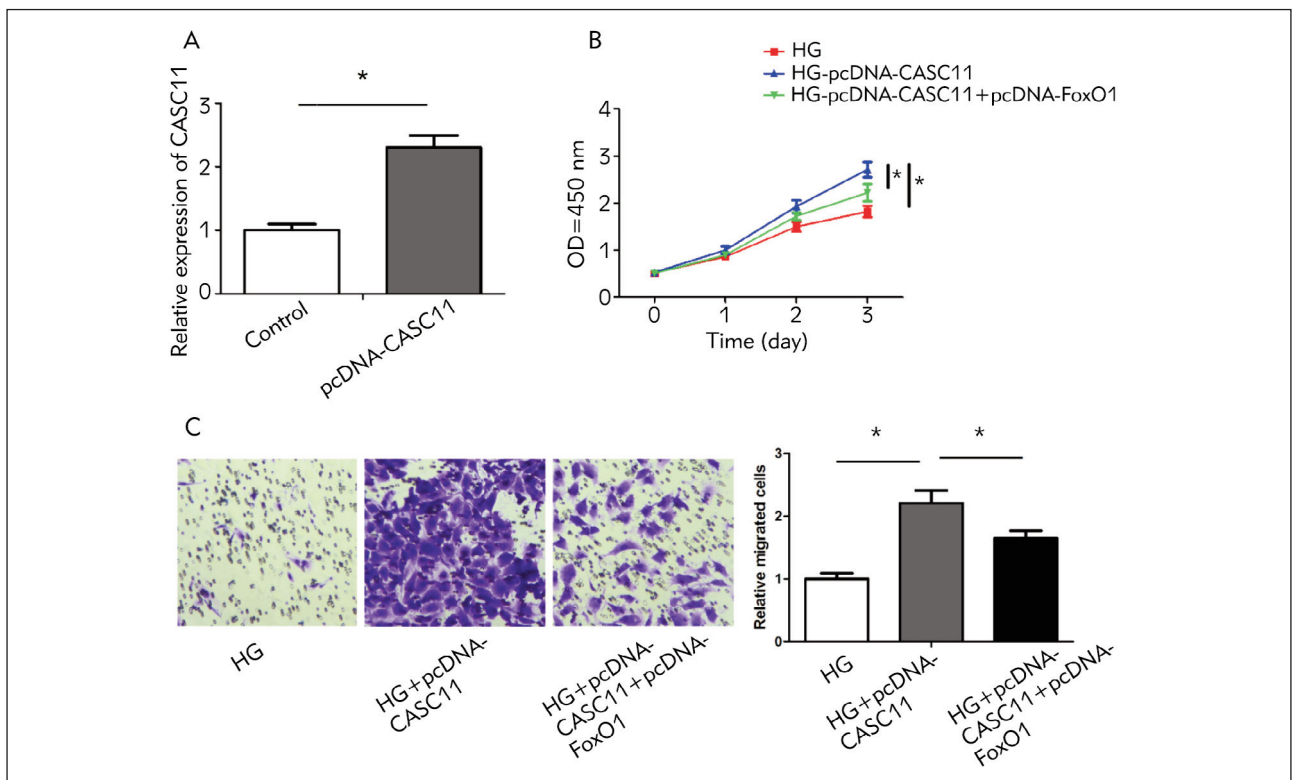 A
Relative expression of CASC11
*
3
2
1
0
Control
pcDNA-CASC11
B
HG
HG-pcDNA-CASC11
HG-pcDNA-CASC11+pcDNA-FoxO1
OD=450 nm
4
3
2
1
0
* *
0 1 2 3
Time (day)
C
HG
HG+pcDNA-
CASC11
HG+pcDNA-
CASC11+pcDNA-
FoxO1
Relative migrated cells
* *
3
2
1
0
HG
HG+pcDNA-
CASC11
HG+pcDNA-
CASC11+pcDNA-
FoxO1